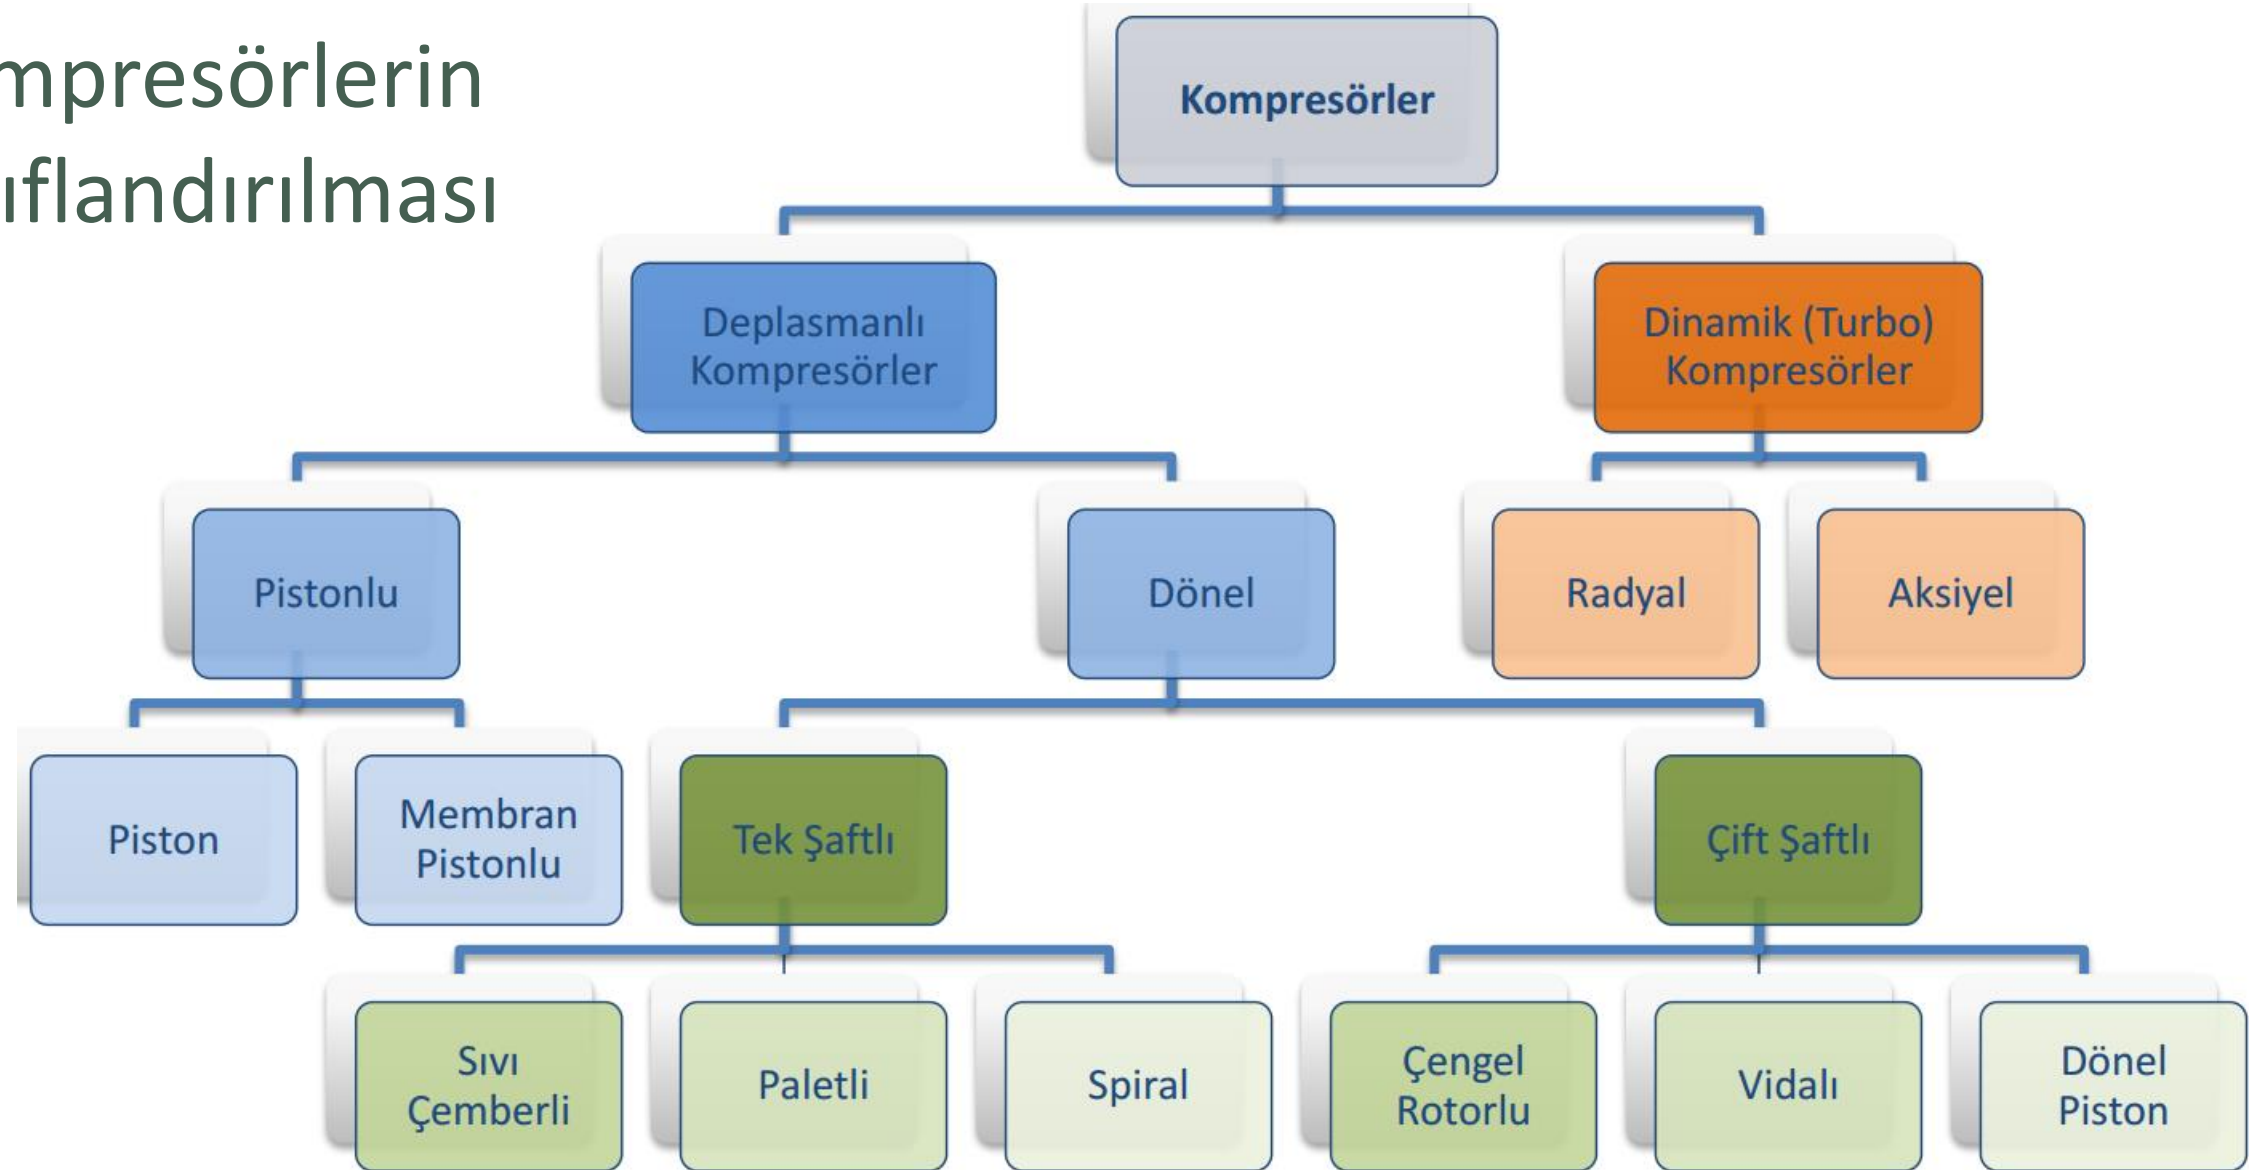 mpresörlerin
ıflandırılması
Kompresörler
Deplasmanlı
Kompresörler
Dinamik (Turbo)
Kompresörler
Pistonlu
Dönel
Radyal
Aksiyel
Piston
Membran
Pistonlu
Tek Şaftlı
Çift Şaftlı
Sıvı
Çemberli
Paletli
Spiral
Çengel
Rotorlu
Vidalı
Dönel
Piston